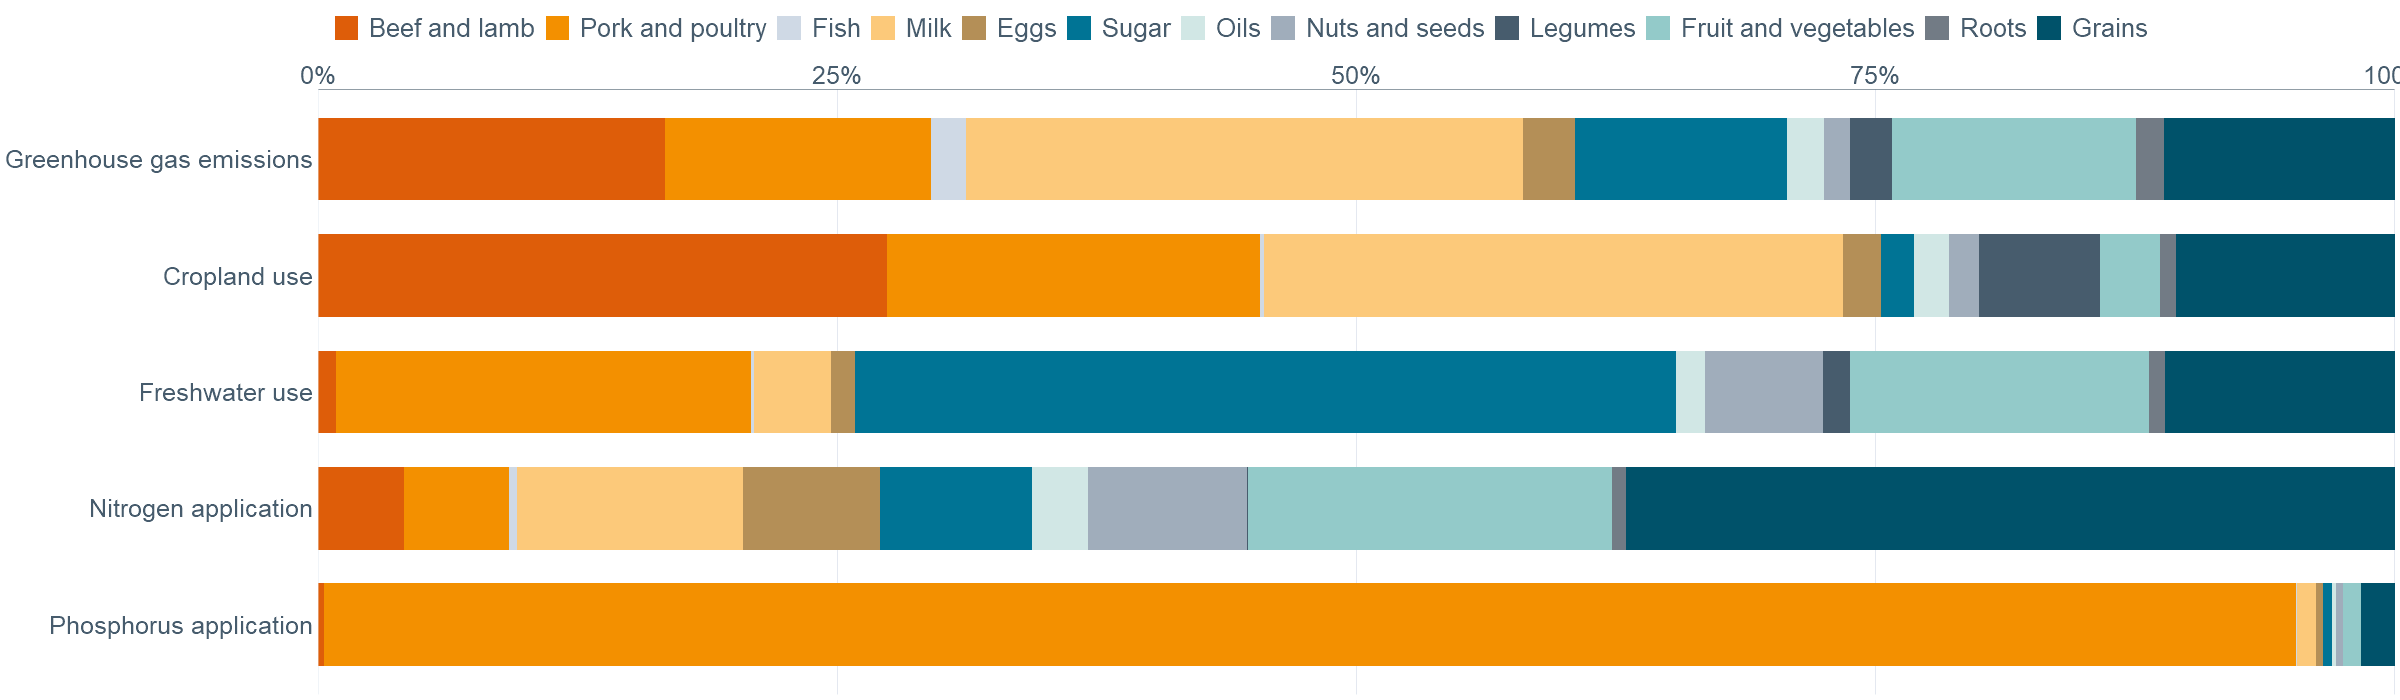 Beef and lamb Pork and poultry Fish Milk Eggs Sugar Oils Nuts and seeds Legumes Fruit and vegetables Roots Grains
0% 25% 50% 75% 100
Greenhouse gas emissions
Cropland use
Freshwater use
Nitrogen application
Phosphorus application